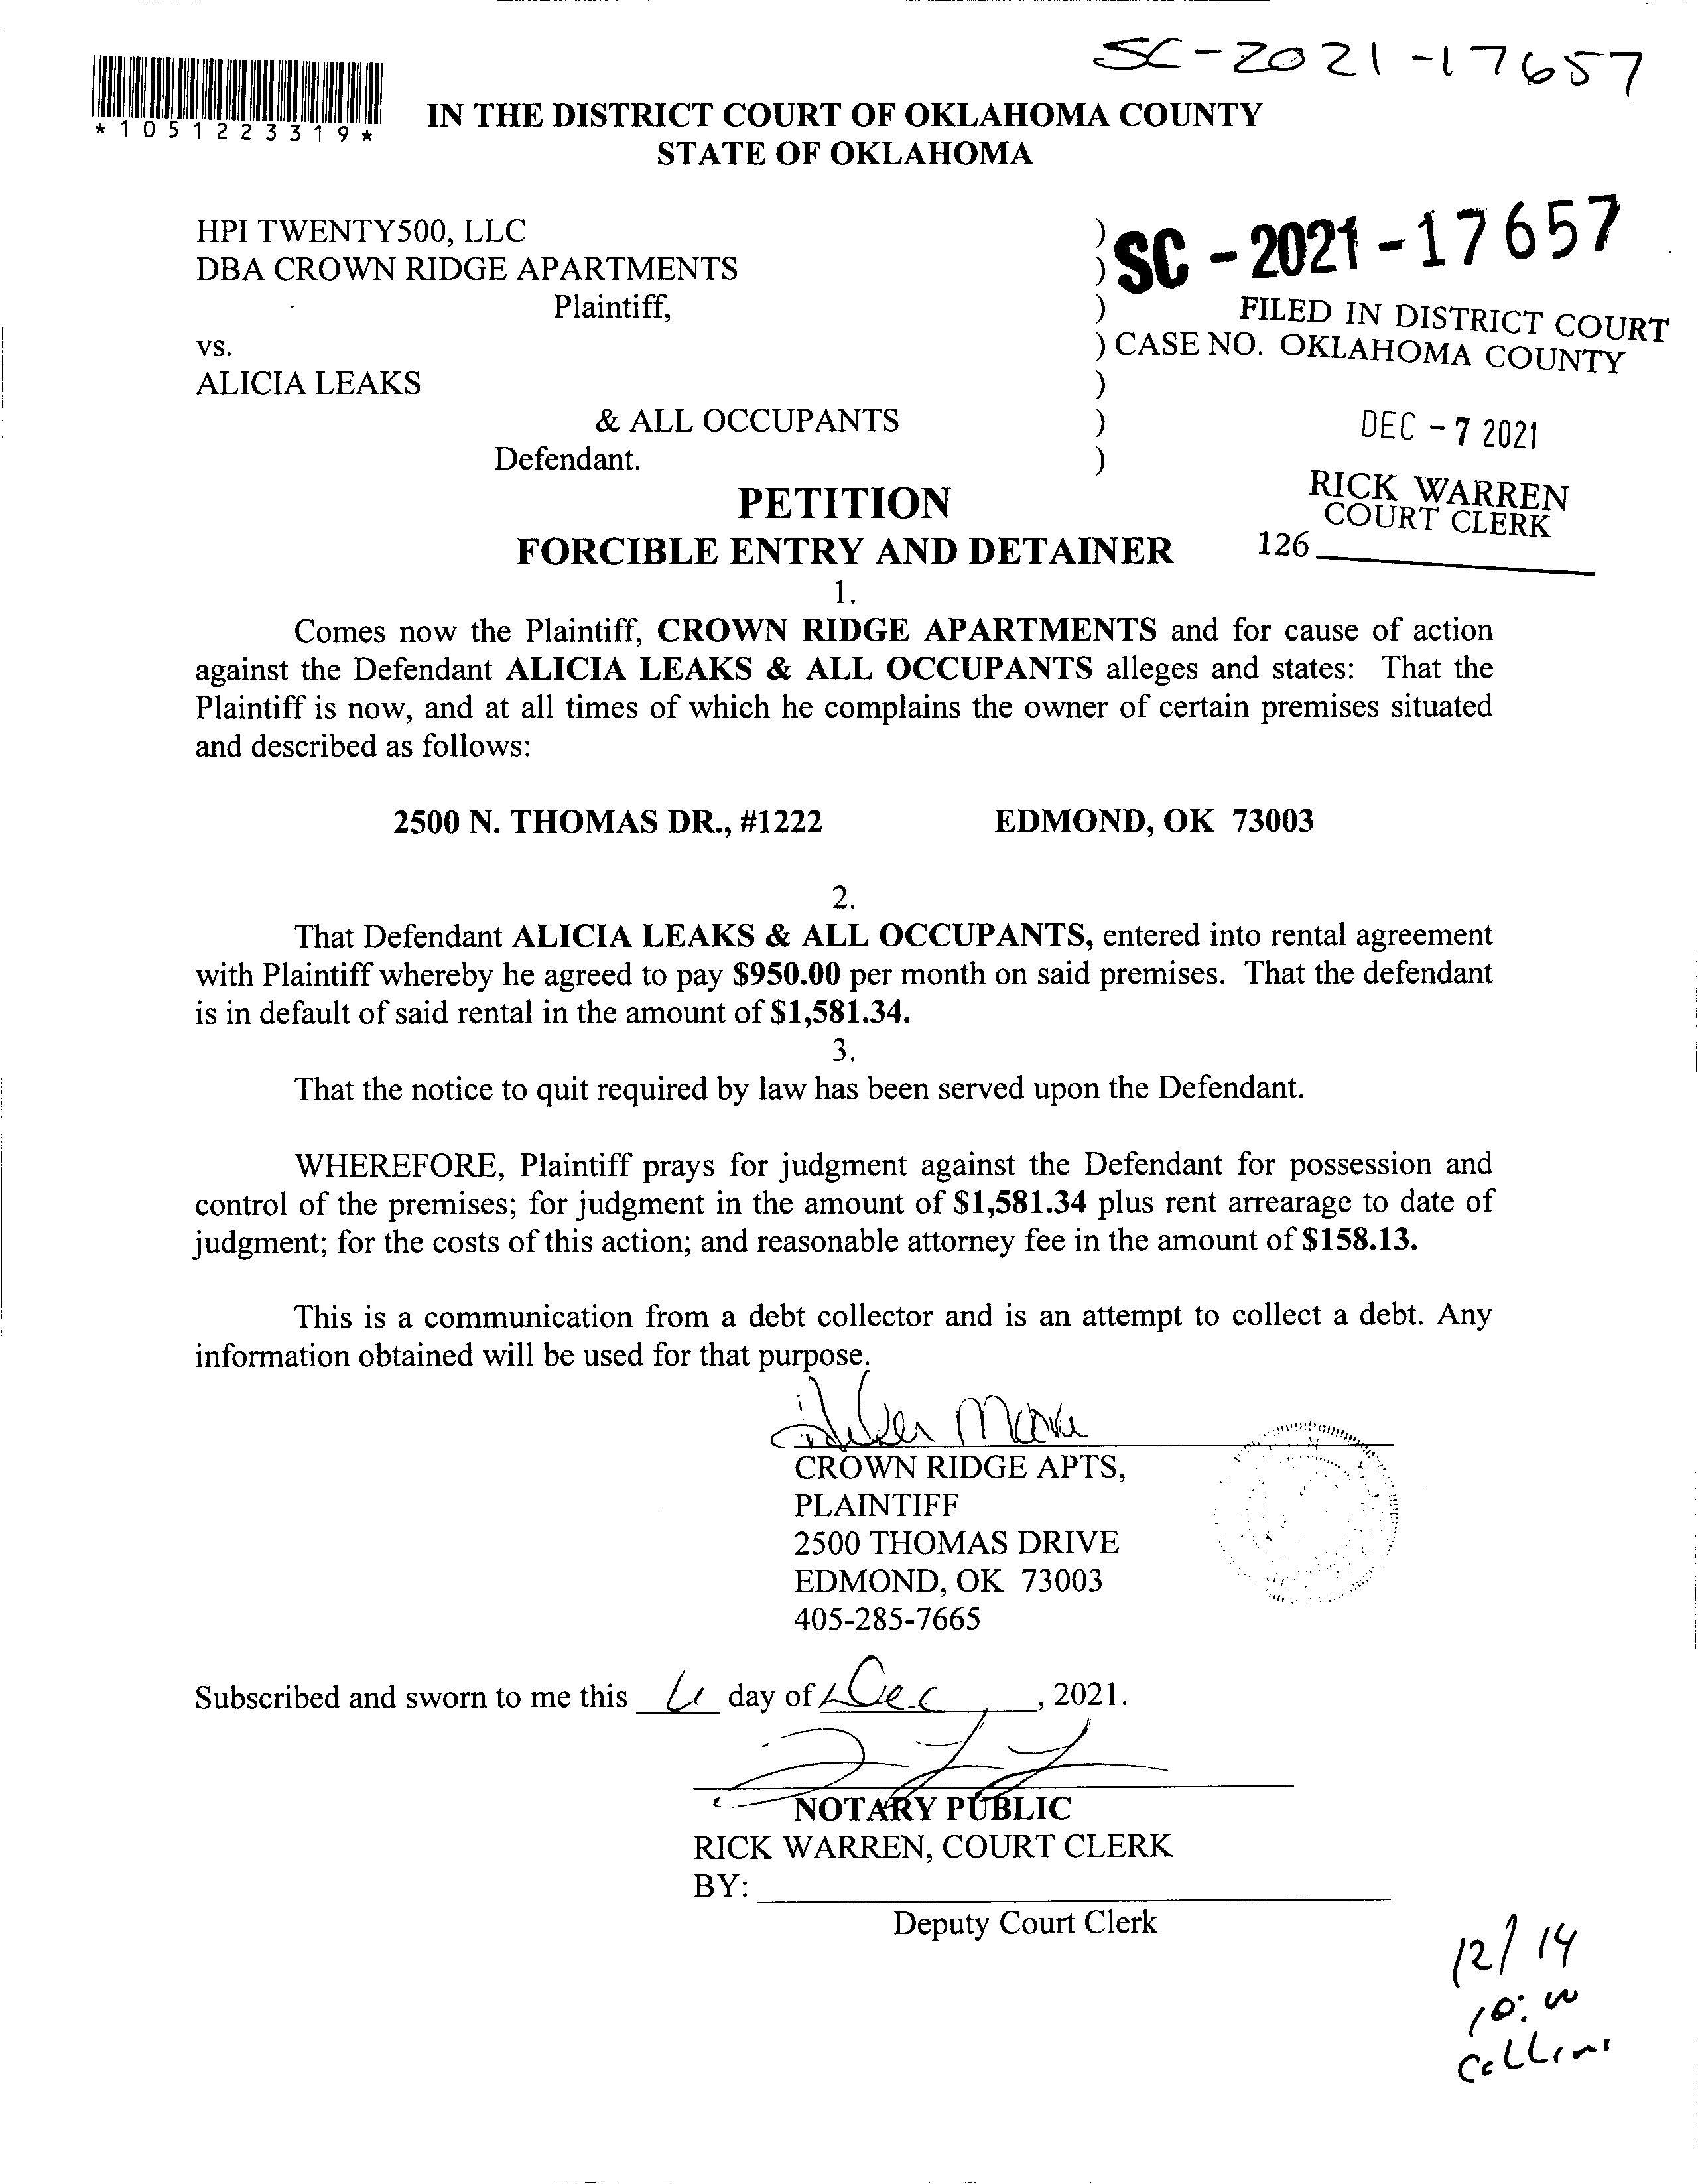 SC-2021-17657
*1051223319*
IN THE DISTRICT COURT OF OKLAHOMA COUNTY
STATE OF OKLAHOMA
HPI TWENTY500, LLC )
DBA CROWN RIDGE APARTMENTS ) SC-2021-17657
Plaintiff, ) FILED IN DISTRICT COURT
vs. ) CASE NO. OKLAHOMA COUNTY
ALICIA LEAKS )
& ALL OCCUPANTS ) DEC - 7 2021
Defendant. )
RICK WARREN
COURT CLERK
126
PETITION
FORCIBLE ENTRY AND DETAINER
1.
Comes now the Plaintiff, CROWN RIDGE APARTMENTS and for cause of action
against the Defendant ALICIA LEAKS & ALL OCCUPANTS alleges and states: That the
Plaintiff is now, and at all times of which he complains the owner of certain premises situated
and described as follows:
2500 N. THOMAS DR., #1222 EDMOND, OK 73003
2.
That Defendant ALICIA LEAKS & ALL OCCUPANTS, entered into rental agreement
with Plaintiff whereby he agreed to pay $950.00 per month on said premises. That the defendant
is in default of said rental in the amount of $1,581.34.
3.
That the notice to quit required by law has been served upon the Defendant.
WHEREFORE, Plaintiff prays for judgment against the Defendant for possession and
control of the premises; for judgment in the amount of $1,581.34 plus rent arrearage to date of
judgment; for the costs of this action; and reasonable attorney fee in the amount of $158.13.
This is a communication from a debt collector and is an attempt to collect a debt. Any
information obtained will be used for that purpose.
CROWN RIDGE APTS,
PLAINTIFF
2500 THOMAS DRIVE
EDMOND, OK 73003
405-285-7665
Subscribed and sworn to me this day of Dec, 2021.
NOTARY PUBLIC
RICK WARREN, COURT CLERK
BY:
Deputy Court Clerk
12/14
10:00
Collins